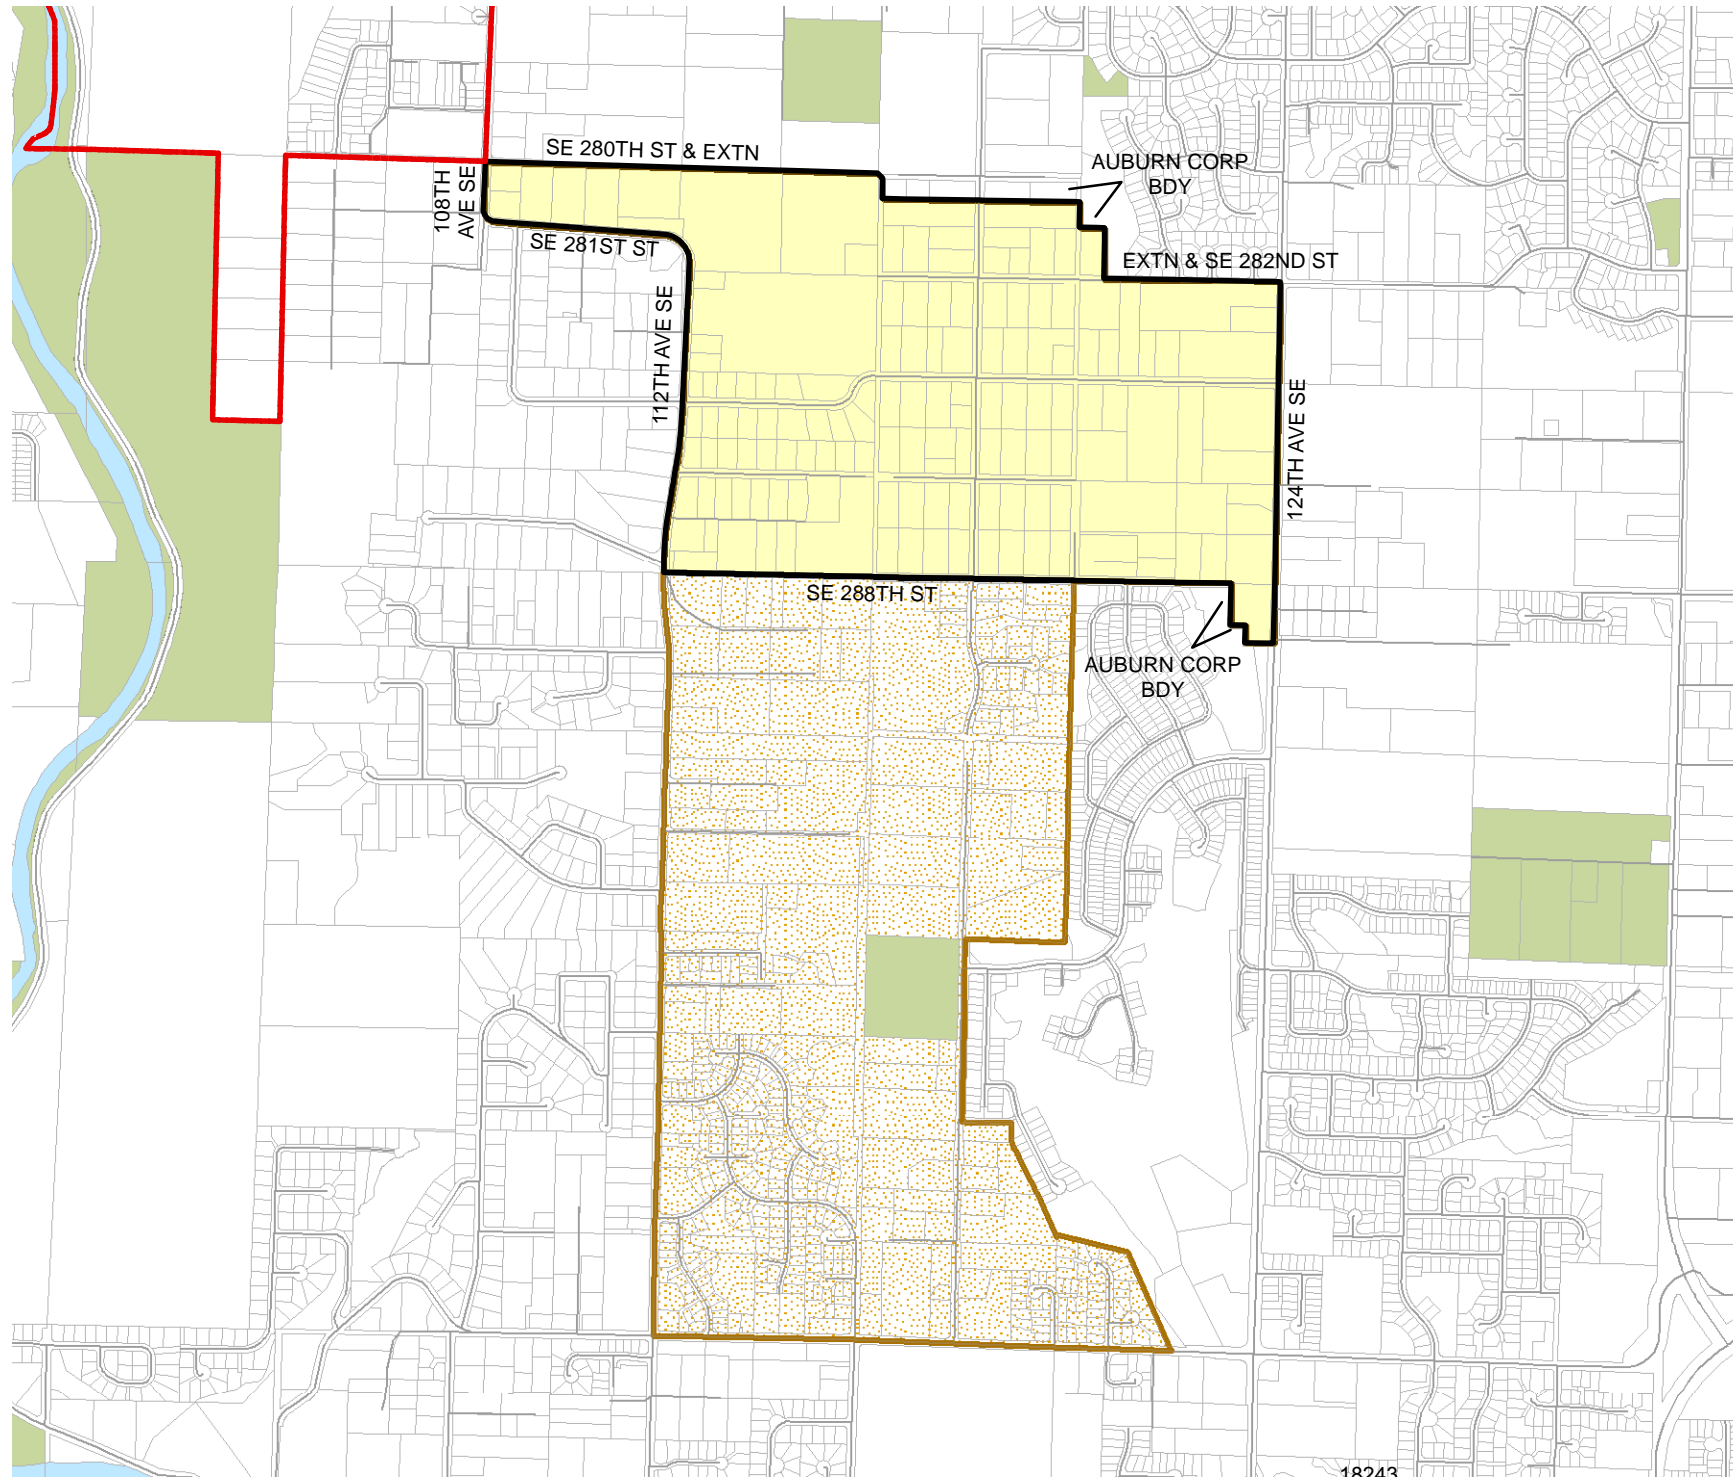 SE 280TH ST & EXTN
AUBURN CORP
BDY
108TH
AVE SE
SE 281ST ST
EXTN & SE 282ND ST
112TH AVE SE
124TH AVE SE
SE 288TH ST
AUBURN CORP
BDY
18243